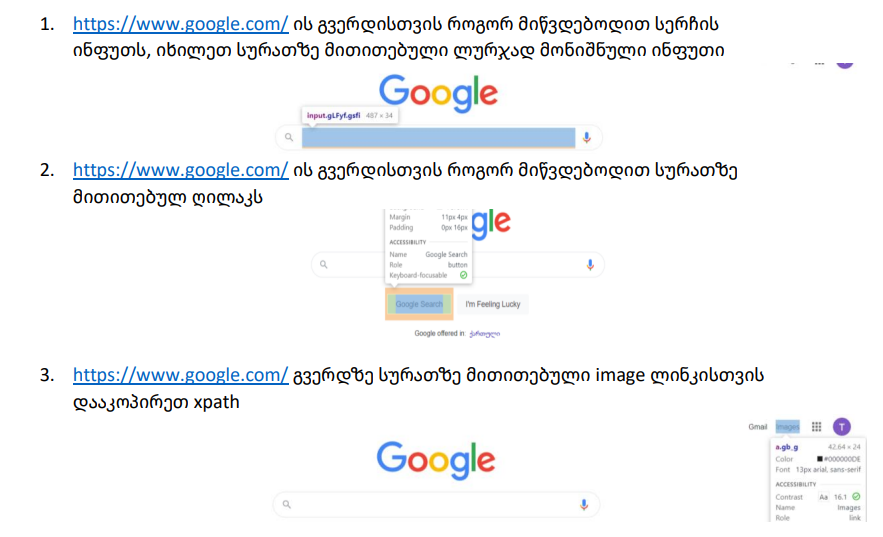 1. https://www.google.com/ ის გვერდისთვის როგორ მიწვდებოდით სერჩის
ინფუთს, იხილეთ სურათზე მითითებული ლურჯად მონიშნული ინფუთი
Google
input.gLFyf.gsfi 487 × 34
2. https://www.google.com/ ის გვერდისთვის როგორ მიწვდებოდით სურათზე
მითითებულ ღილაკს
Margin 11px 4px
Padding 0px 16px
gle
ACCESSIBILITY
Name Google Search
Role button
Keyboard-focusable
Google Search I'm Feeling Lucky
Google offered in: ქართული
3. https://www.google.com/ გვერდზე სურათზე მითითებული image ლინკისთვის
დააკოპირეთ xpath
Gmail Images T
Google
a.gb_g 42.64 × 24
Color #000000DE
Font 13px arial, sans-serif
ACCESSIBILITY
Contrast Aa 16.1
Name Images
Role link